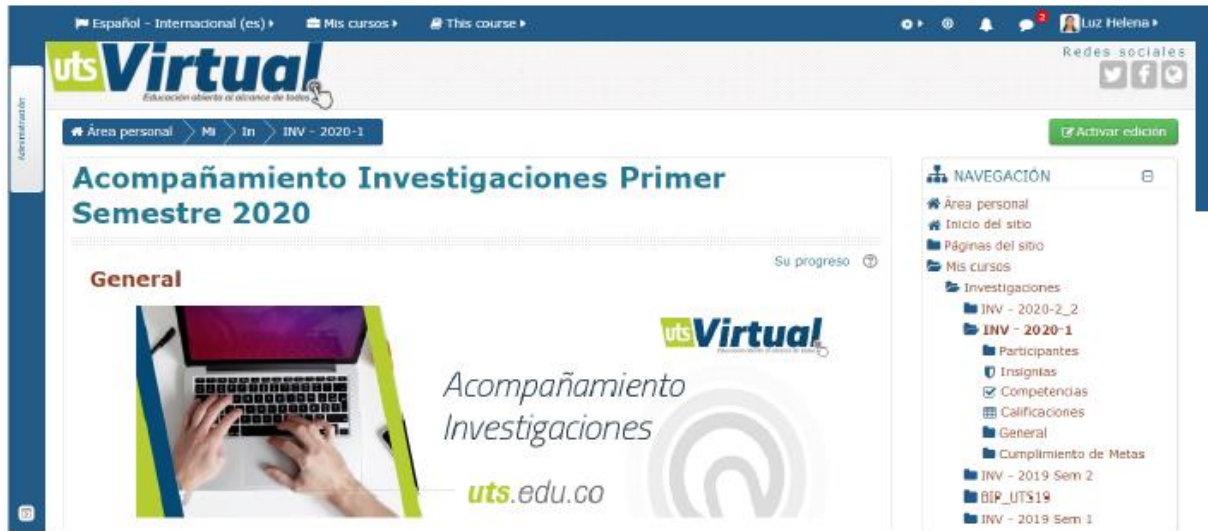 Español - Internacional (es)
Mis cursos
This course
2
Luz Helena
uts Virtual
Educación abierta al alcance de todos
Redes sociales
Administración
Área personal
Mi
In
INV - 2020-1
Activar edición
Acompañamiento Investigaciones Primer
Semestre 2020
Su progreso
General
uts Virtual
Acompañamiento
Investigaciones
uts.edu.co
NAVEGACIÓN
Área personal
Inicio del sitio
Páginas del sitio
Mis cursos
Investigaciones
INV - 2020-2_2
INV - 2020-1
Participantes
Insignias
Competencias
Calificaciones
General
Cumplimiento de Metas
INV - 2019 Sem 2
BIP_UTS19
INV - 2019 Sem 1